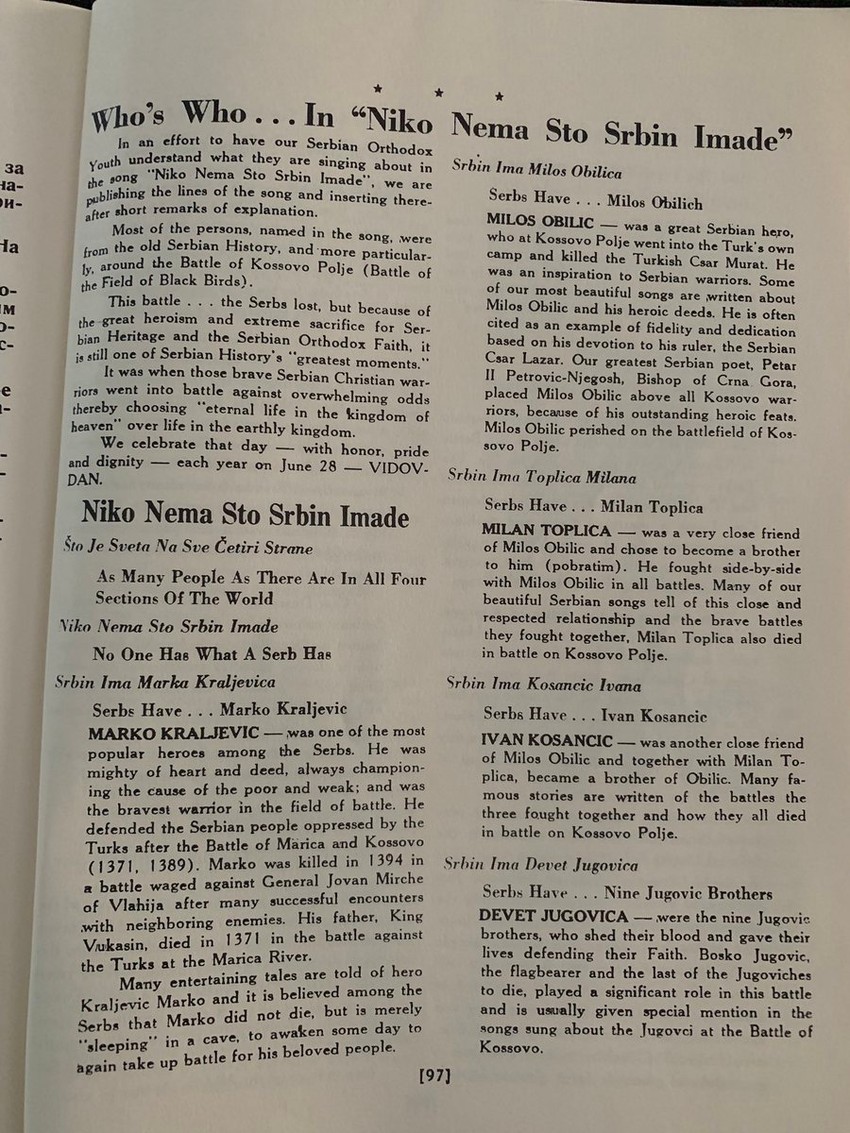 за
на-
ри-
На
о-
ім
о-
с-
е
-
-
-
-
★ ★ ★
Who's Who . . . In "Niko Nema Sto Srbin Imade"
In an effort to have our Serbian Orthodox
Youth understand what they are singing about in
the song "Niko Nema Sto Srbin Imade", we are
publishing the lines of the song and inserting there-
after short remarks of explanation.
Most of the persons, named in the song, were
from the old Serbian History, and more particular-
ly, around the Battle of Kossovo Polje (Battle of
the Field of Black Birds).
This battle . . . the Serbs lost, but because of
the great heroism and extreme sacrifice for Ser-
bian Heritage and the Serbian Orthodox Faith, it
is still one of Serbian History's "greatest moments."
It was when those brave Serbian Christian war-
riors went into battle against overwhelming odds
thereby choosing "eternal life in the kingdom of
heaven" over life in the earthly kingdom.
We celebrate that day — with honor, pride
and dignity — each year on June 28 — VIDOV-
DAN.
Niko Nema Sto Srbin Imade
Što Je Sveta Na Sve Četiri Strane
As Many People As There Are In All Four
Sections Of The World
Niko Nema Sto Srbin Imade
No One Has What A Serb Has
Srbin Ima Marka Kraljevica
Serbs Have . . . Marko Kraljevic
MARKO KRALJEVIC — was one of the most
popular heroes among the Serbs. He was
mighty of heart and deed, always champion-
ing the cause of the poor and weak; and was
the bravest warrior in the field of battle. He
defended the Serbian people oppressed by the
Turks after the Battle of Marica and Kossovo
(1371, 1389). Marko was killed in 1394 in
a battle waged against General Jovan Mirche
of Vlahija after many successful encounters
with neighboring enemies. His father, King
Vukasin, died in 1371 in the battle against
the Turks at the Marica River.
Many entertaining tales are told of hero
Kraljevic Marko and it is believed among the
Serbs that Marko did not die, but is merely
"sleeping" in a cave, to awaken some day to
again take up battle for his beloved people.
Srbin Ima Milos Obilica
Serbs Have . . . Milos Obilich
MILOS OBILIC — was a great Serbian hero,
who at Kossovo Polje went into the Turk's own
camp and killed the Turkish Csar Murat. He
was an inspiration to Serbian warriors. Some
of our most beautiful songs are written about
Milos Obilic and his heroic deeds. He is often
cited as an example of fidelity and dedication
based on his devotion to his ruler, the Serbian
Csar Lazar. Our greatest Serbian poet, Petar
II Petrovic-Njegosh, Bishop of Crna Gora,
placed Milos Obilic above all Kossovo war-
riors, because of his outstanding heroic feats.
Milos Obilic perished on the battlefield of Kos-
sovo Polje.
Srbin Ima Toplica Milana
Serbs Have . . . Milan Toplica
MILAN TOPLICA — was a very close friend
of Milos Obilic and chose to become a brother
to him (pobratim). He fought side-by-side
with Milos Obilic in all battles. Many of our
beautiful Serbian songs tell of this close and
respected relationship and the brave battles
they fought together, Milan Toplica also died
in battle on Kossovo Polje.
Srbin Ima Kosancic Ivana
Serbs Have . . . Ivan Kosancic
IVAN KOSANCIC — was another close friend
of Milos Obilic and together with Milan To-
plica, became a brother of Obilic. Many fa-
mous stories are written of the battles the
three fought together and how they all died
in battle on Kossovo Polje.
Srbin Ima Devet Jugovica
Serbs Have . . . Nine Jugovic Brothers
DEVET JUGOVICA — were the nine Jugovic
brothers, who shed their blood and gave their
lives defending their Faith. Bosko Jugovic,
the flagbearer and the last of the Jugoviches
to die, played a significant role in this battle
and is usually given special mention in the
songs sung about the Jugovci at the Battle of
Kossovo.
[97]